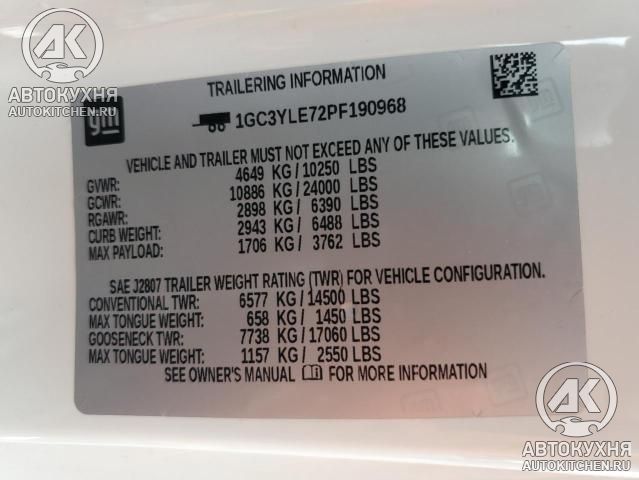 АВТОКУХНЯ
AUTOKITCHEN.RU
gm
TRAILERING INFORMATION
1GC3YLE72PF190968
VEHICLE AND TRAILER MUST NOT EXCEED ANY OF THESE VALUES.
GVWR: 4649 KG/10250 LBS
GCWR: 10886 KG/24000 LBS
RGAWR: 2898 KG/ 6390 LBS
CURB WEIGHT: 2943 KG/ 6488 LBS
MAX PAYLOAD: 1706 KG/ 3762 LBS
SAE J2807 TRAILER WEIGHT RATING (TWR) FOR VEHICLE CONFIGURATION.
CONVENTIONAL TWR: 6577 KG/14500 LBS
MAX TONGUE WEIGHT: 658 KG/ 1450 LBS
GOOSENECK TWR: 7738 KG/17060 LBS
MAX TONGUE WEIGHT: 1157 KG/ 2550 LBS
SEE OWNER'S MANUAL FOR MORE INFORMATION
АВТОКУХНЯ
AUTOKITCHEN.RU